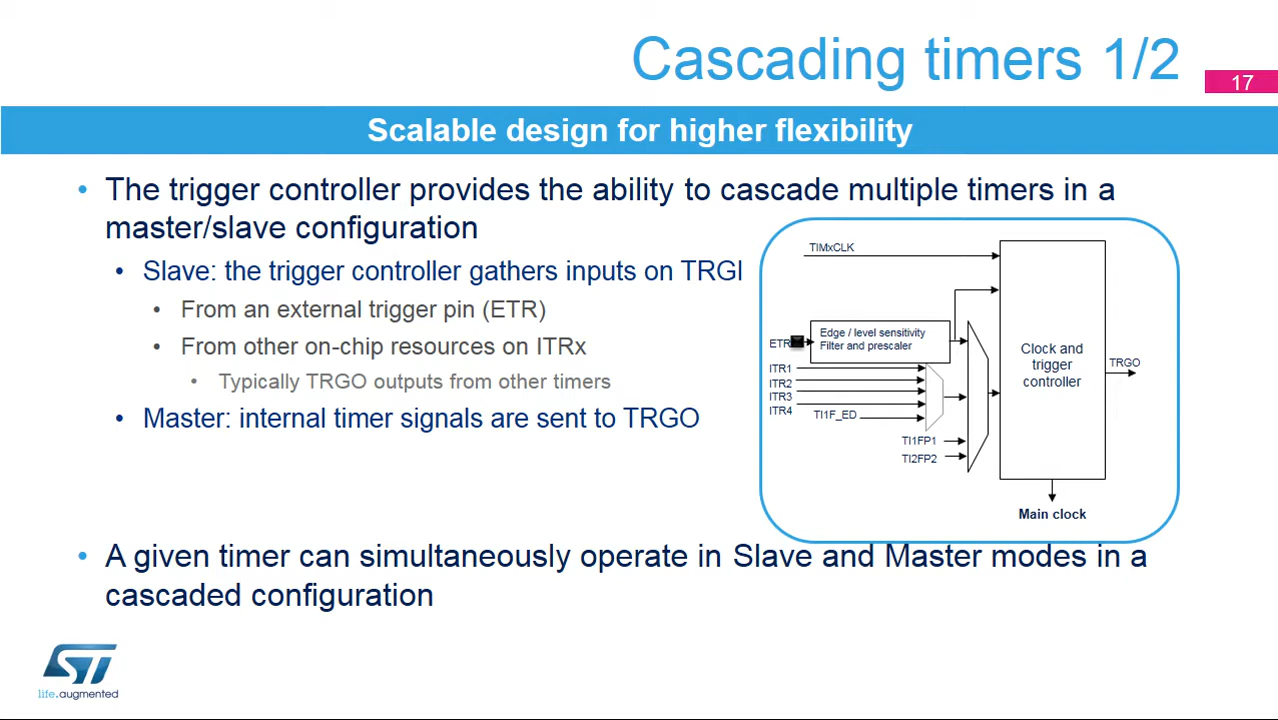 Cascading timers 1/2
17
Scalable design for higher flexibility
• The trigger controller provides the ability to cascade multiple timers in a
master/slave configuration
• Slave: the trigger controller gathers inputs on TRGI
• From an external trigger pin (ETR)
• From other on-chip resources on ITRx
• Typically TRGO outputs from other timers
• Master: internal timer signals are sent to TRGO
TIMxCLK
Edge / level sensitivity
Filter and prescaler
ETR
ITR1
ITR2
ITR3
ITR4
TI1F_ED
TI1FP1
TI2FP2
Clock and
trigger
controller
TRGO
Main clock
• A given timer can simultaneously operate in Slave and Master modes in a
cascaded configuration
ST
life.augmented